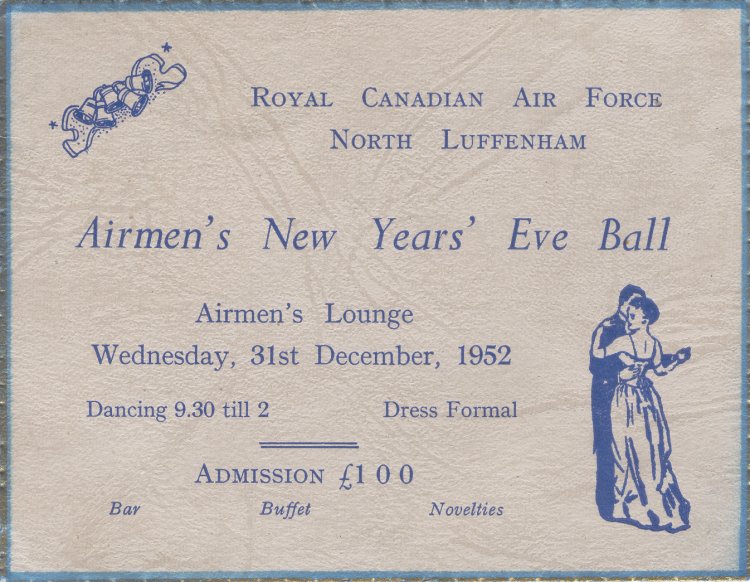 Royal Canadian Air Force
North Luffenham
Airmen's New Years' Eve Ball
Airmen's Lounge
Wednesday, 31st December, 1952
Dancing 9.30 till 2 Dress Formal
Admission £1 0 0
Bar Buffet Novelties